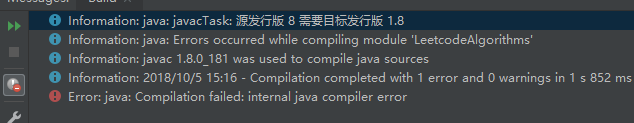 Information: java: javacTask: 源发行版 8 需要目标发行版 1.8
Information: java: Errors occurred while compiling module 'LeetcodeAlgorithms'
Information: javac 1.8.0_181 was used to compile java sources
Information: 2018/10/5 15:16 - Compilation completed with 1 error and 0 warnings in 1 s 852 ms
Error: java: Compilation failed: internal java compiler error